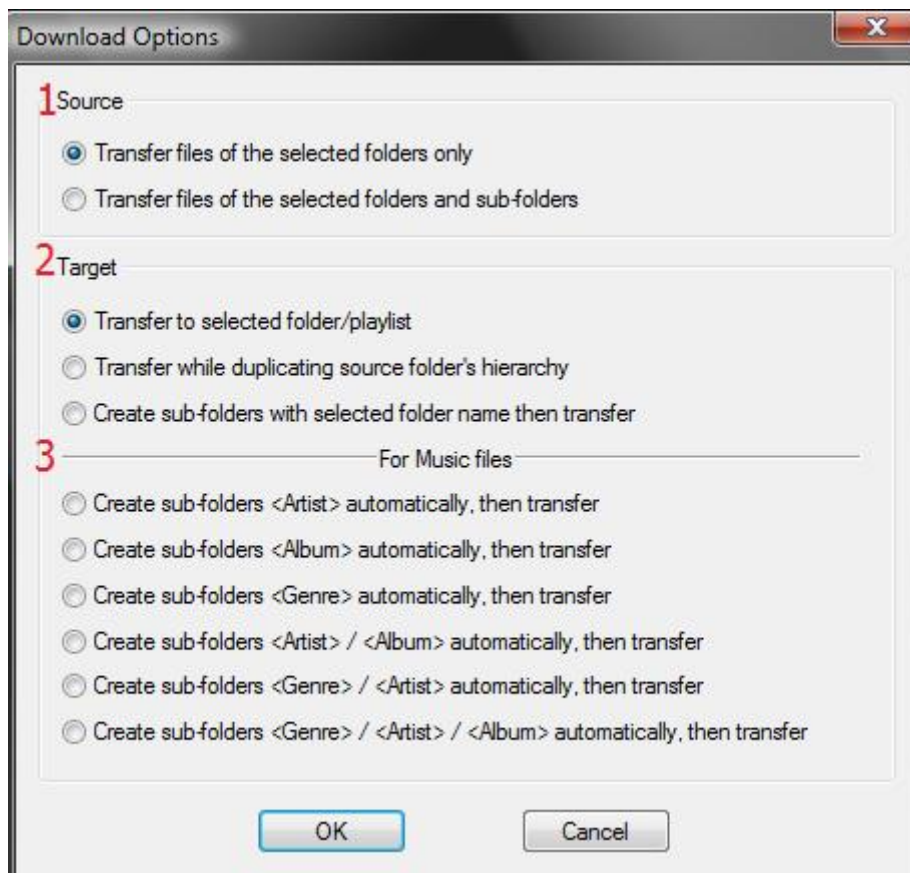 Download Options
1 Source
Transfer files of the selected folders only
Transfer files of the selected folders and sub-folders
2 Target
Transfer to selected folder/playlist
Transfer while duplicating source folder's hierarchy
Create sub-folders with selected folder name then transfer
3 For Music files
Create sub-folders <Artist> automatically, then transfer
Create sub-folders <Album> automatically, then transfer
Create sub-folders <Genre> automatically, then transfer
Create sub-folders <Artist> / <Album> automatically, then transfer
Create sub-folders <Genre> / <Artist> automatically, then transfer
Create sub-folders <Genre> / <Artist> / <Album> automatically, then transfer
OK Cancel